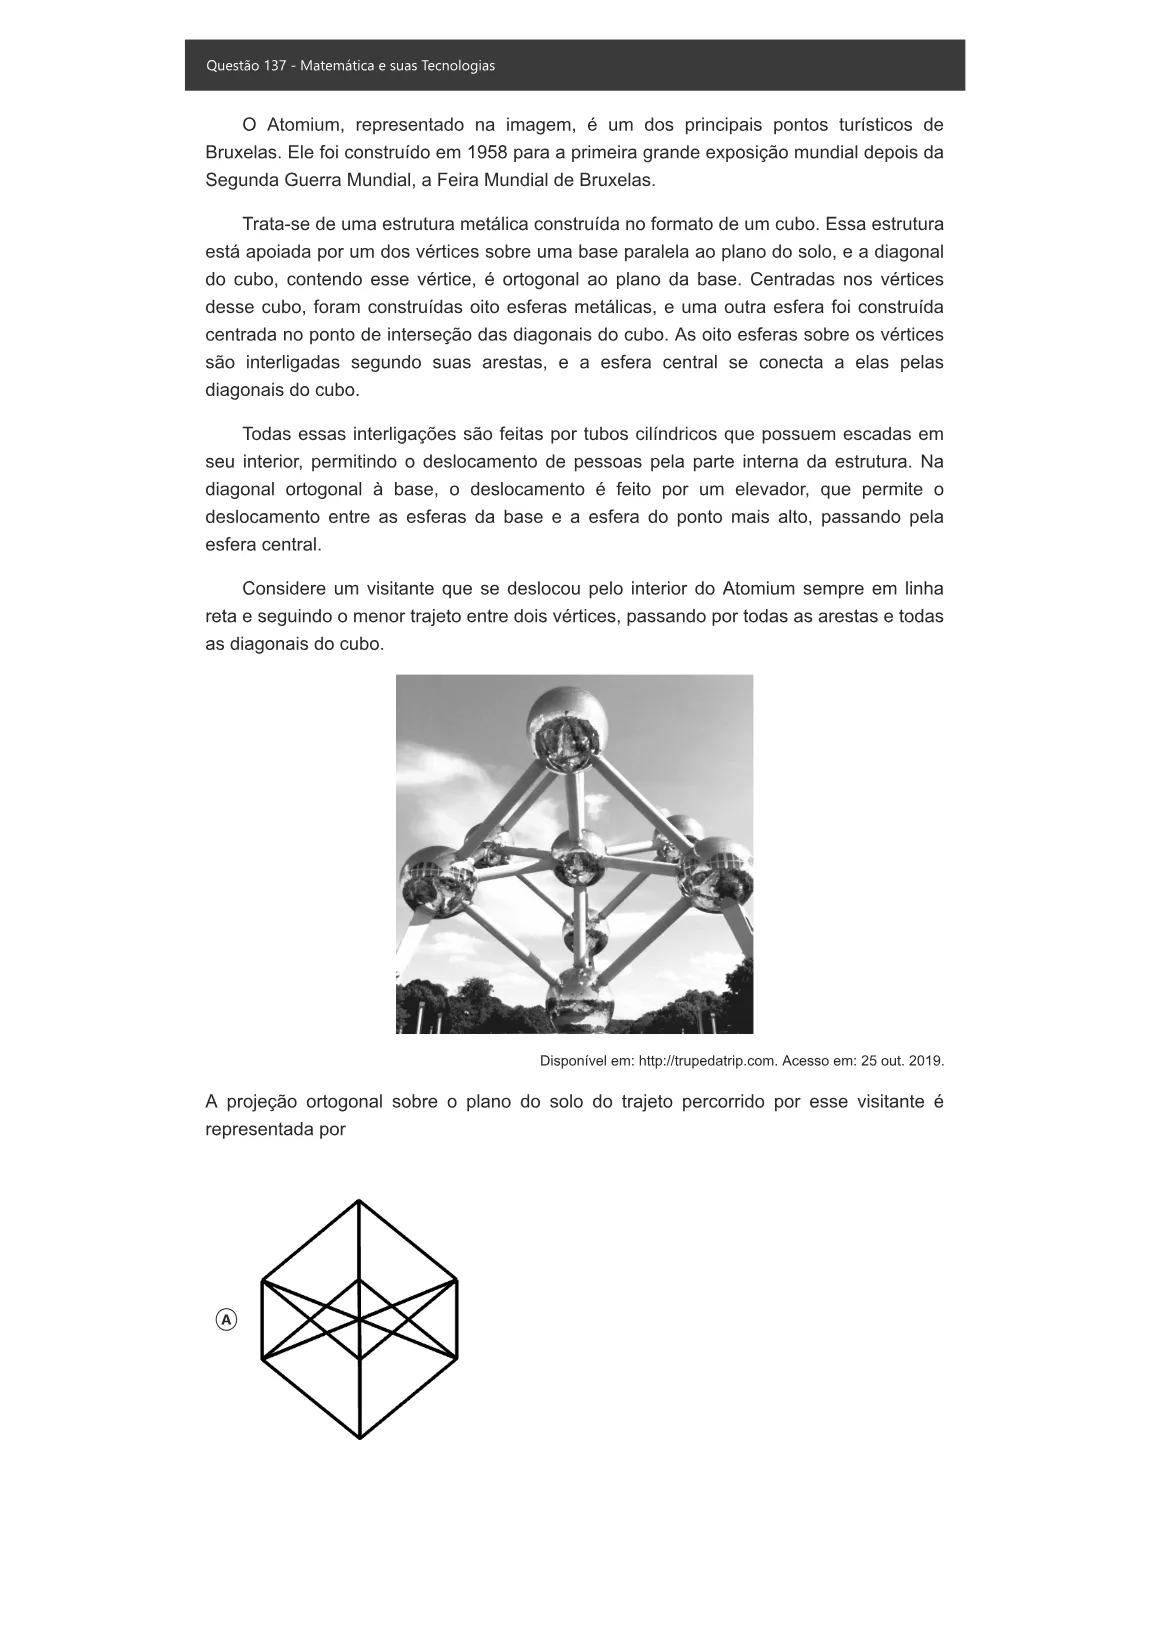 Questão 137 - Matemática e suas Tecnologias
O Atomium, representado na imagem, é um dos principais pontos turísticos de
Bruxelas. Ele foi construído em 1958 para a primeira grande exposição mundial depois da
Segunda Guerra Mundial, a Feira Mundial de Bruxelas.
Trata-se de uma estrutura metálica construída no formato de um cubo. Essa estrutura
está apoiada por um dos vértices sobre uma base paralela ao plano do solo, e a diagonal
do cubo, contendo esse vértice, é ortogonal ao plano da base. Centradas nos vértices
desse cubo, foram construídas oito esferas metálicas, e uma outra esfera foi construída
centrada no ponto de interseção das diagonais do cubo. As oito esferas sobre os vértices
são interligadas segundo suas arestas, e a esfera central se conecta a elas pelas
diagonais do cubo.
Todas essas interligações são feitas por tubos cilíndricos que possuem escadas em
seu interior, permitindo o deslocamento de pessoas pela parte interna da estrutura. Na
diagonal ortogonal à base, o deslocamento é feito por um elevador, que permite o
deslocamento entre as esferas da base e a esfera do ponto mais alto, passando pela
esfera central.
Considere um visitante que se deslocou pelo interior do Atomium sempre em linha
reta e seguindo o menor trajeto entre dois vértices, passando por todas as arestas e todas
as diagonais do cubo.
Disponível em: http://trupedatrip.com. Acesso em: 25 out. 2019.
A projeção ortogonal sobre o plano do solo do trajeto percorrido por esse visitante é
representada por
A